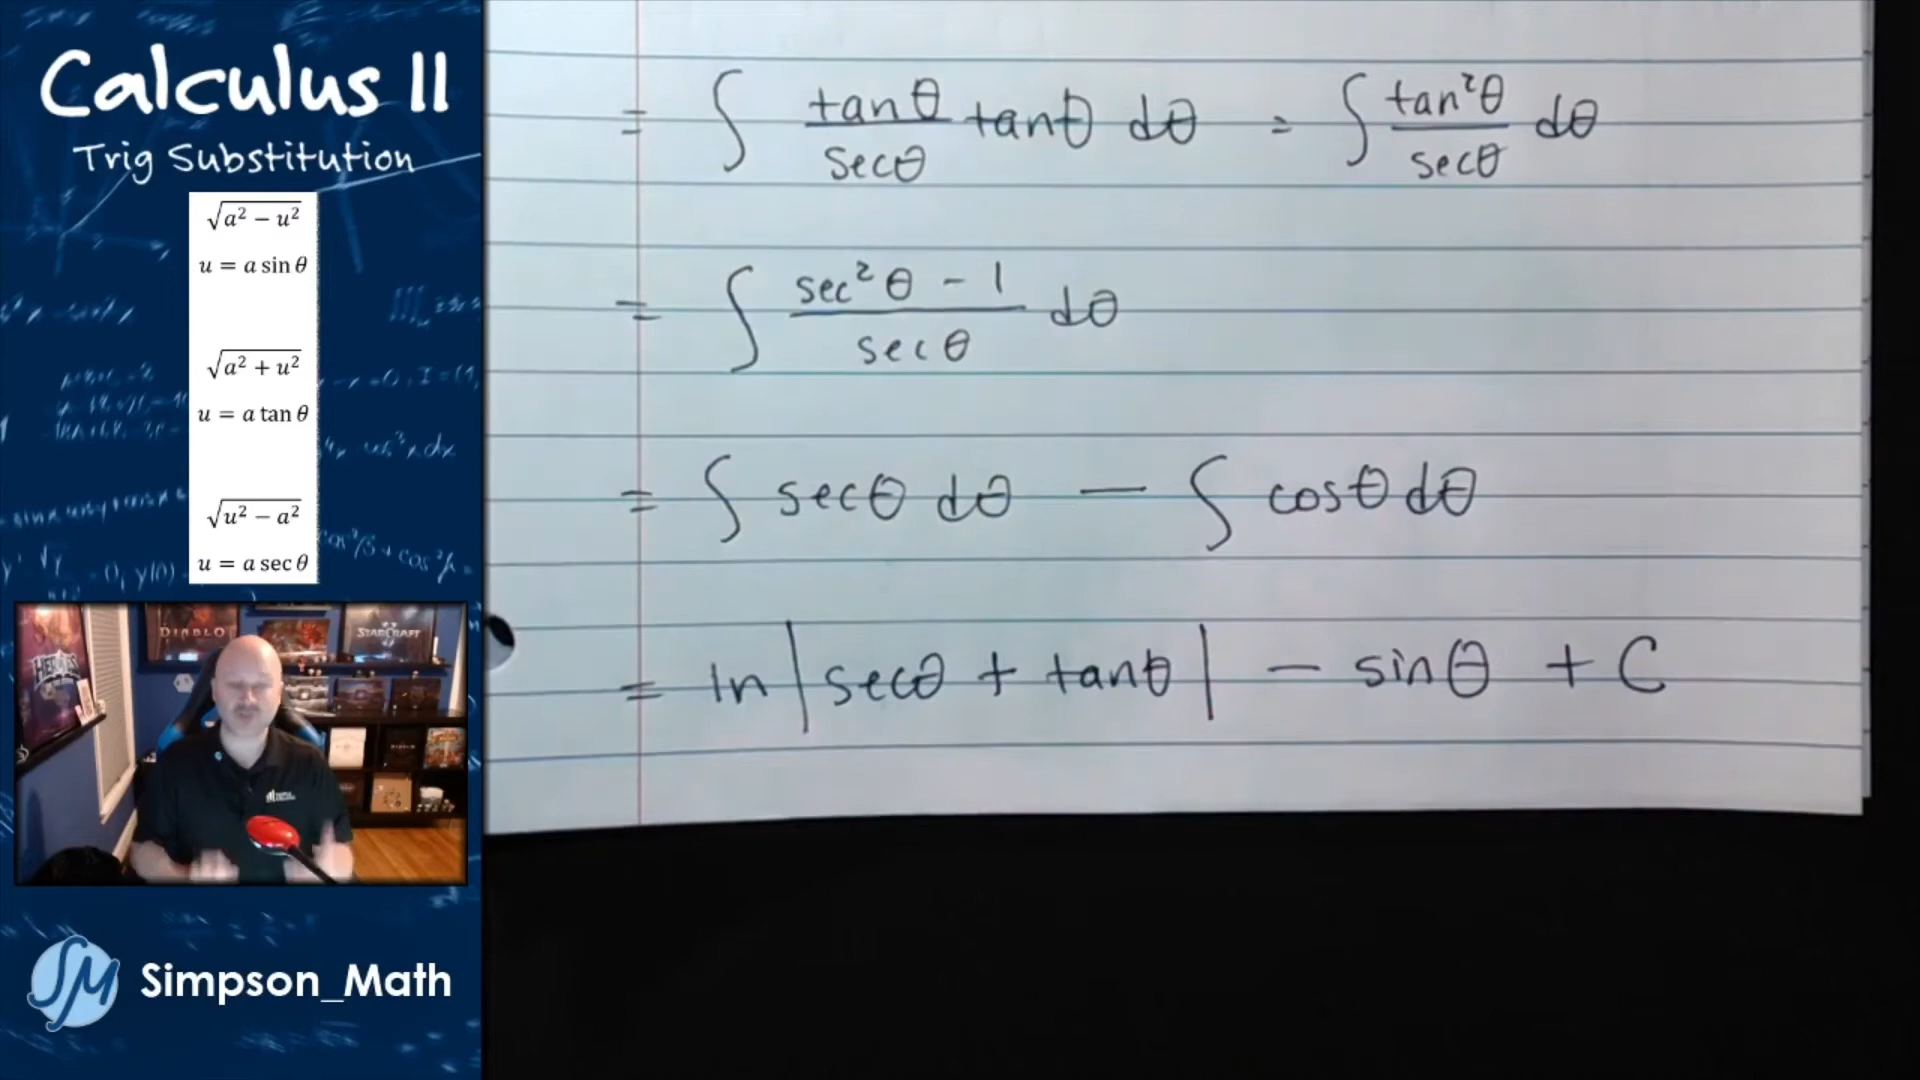 Calculus II
Trig Substitution
√(a² − u²)
u = a sin θ
√(a² + u²)
u = a tan θ
√(u² − a²)
u = a sec θ
DIABLO
STARCRAFT
Simpson_Math
= ∫ tanθ/secθ tanθ dθ = ∫ tan²θ/secθ dθ
= ∫ (sec²θ - 1)/secθ dθ
= ∫ secθ dθ — ∫ cosθ dθ
= ln|secθ + tanθ| - sinθ + C